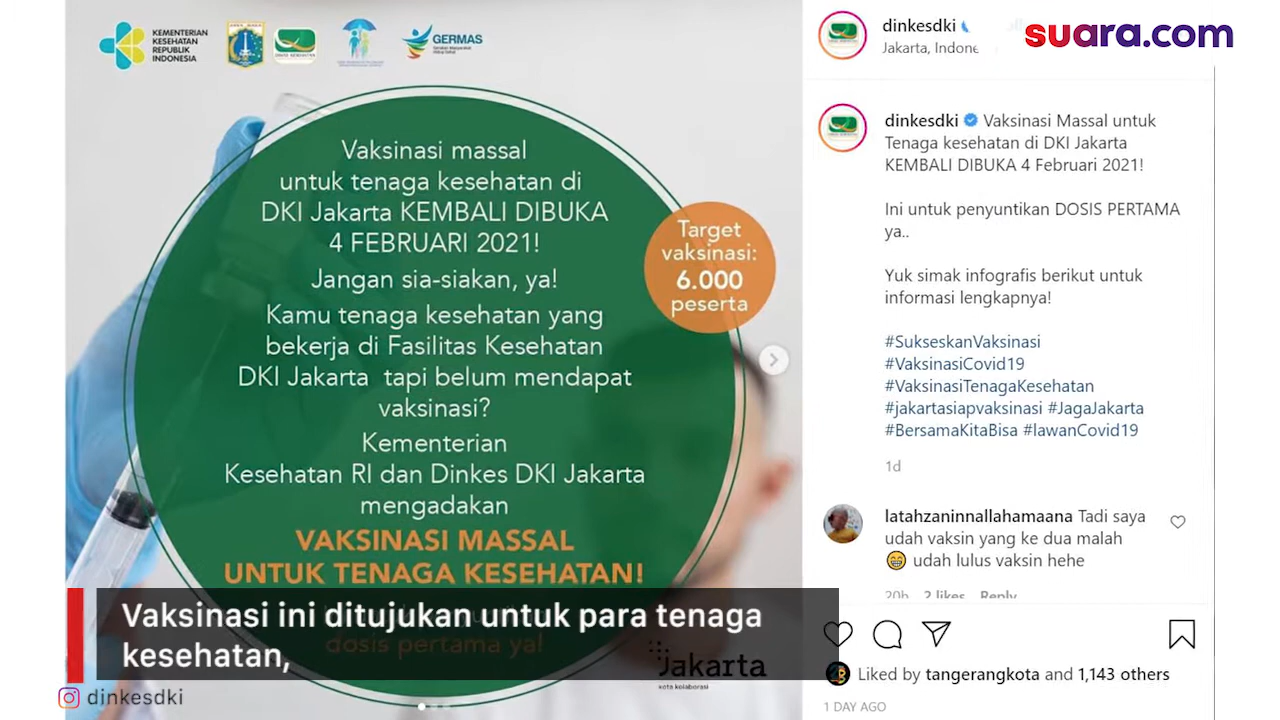 KEMENTERIAN
KESEHATAN
REPUBLIK
INDONESIA
GERMAS
Vaksinasi massal
untuk tenaga kesehatan di
DKI Jakarta KEMBALI DIBUKA
4 FEBRUARI 2021!
Jangan sia-siakan, ya!
Kamu tenaga kesehatan yang
bekerja di Fasilitas Kesehatan
DKI Jakarta tapi belum mendapat
vaksinasi?
Kementerian
Kesehatan RI dan Dinkes DKI Jakarta
mengadakan
VAKSINASI MASSAL
UNTUK TENAGA KESEHATAN!
dosis pertama ya!
Target
vaksinasi:
6.000
peserta
Vaksinasi ini ditujukan untuk para tenaga
kesehatan,
Jakarta
kota kolaborasi
dinkesdki
suara.com
dinkesdki
Jakarta, Indone
dinkesdki Vaksinasi Massal untuk
Tenaga kesehatan di DKI Jakarta
KEMBALI DIBUKA 4 Februari 2021!
Ini untuk penyuntikan DOSIS PERTAMA
ya..
Yuk simak infografis berikut untuk
informasi lengkapnya!
#SukseskanVaksinasi
#VaksinasiCovid19
#VaksinasiTenagaKesehatan
#jakartasiapvaksinasi #JagaJakarta
#BersamaKitaBisa #lawanCovid19
1d
latahzaninnallahamaana Tadi saya
udah vaksin yang ke dua malah
😁 udah lulus vaksin hehe
20h 2 likes Reply
Liked by tangerangkota and 1,143 others
1 DAY AGO